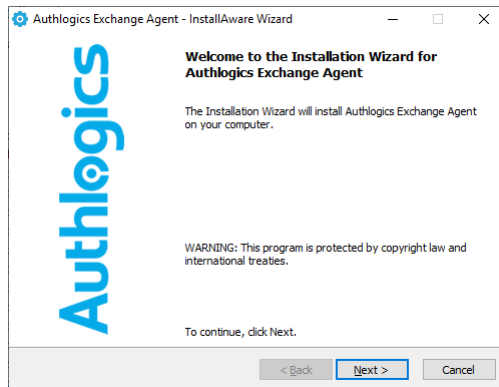 Authlogics Exchange Agent - InstallAware Wizard
Authlogics
Welcome to the Installation Wizard for
Authlogics Exchange Agent
The Installation Wizard will install Authlogics Exchange Agent
on your computer.
WARNING: This program is protected by copyright law and
international treaties.
To continue, click Next.
< Back
Next >
Cancel